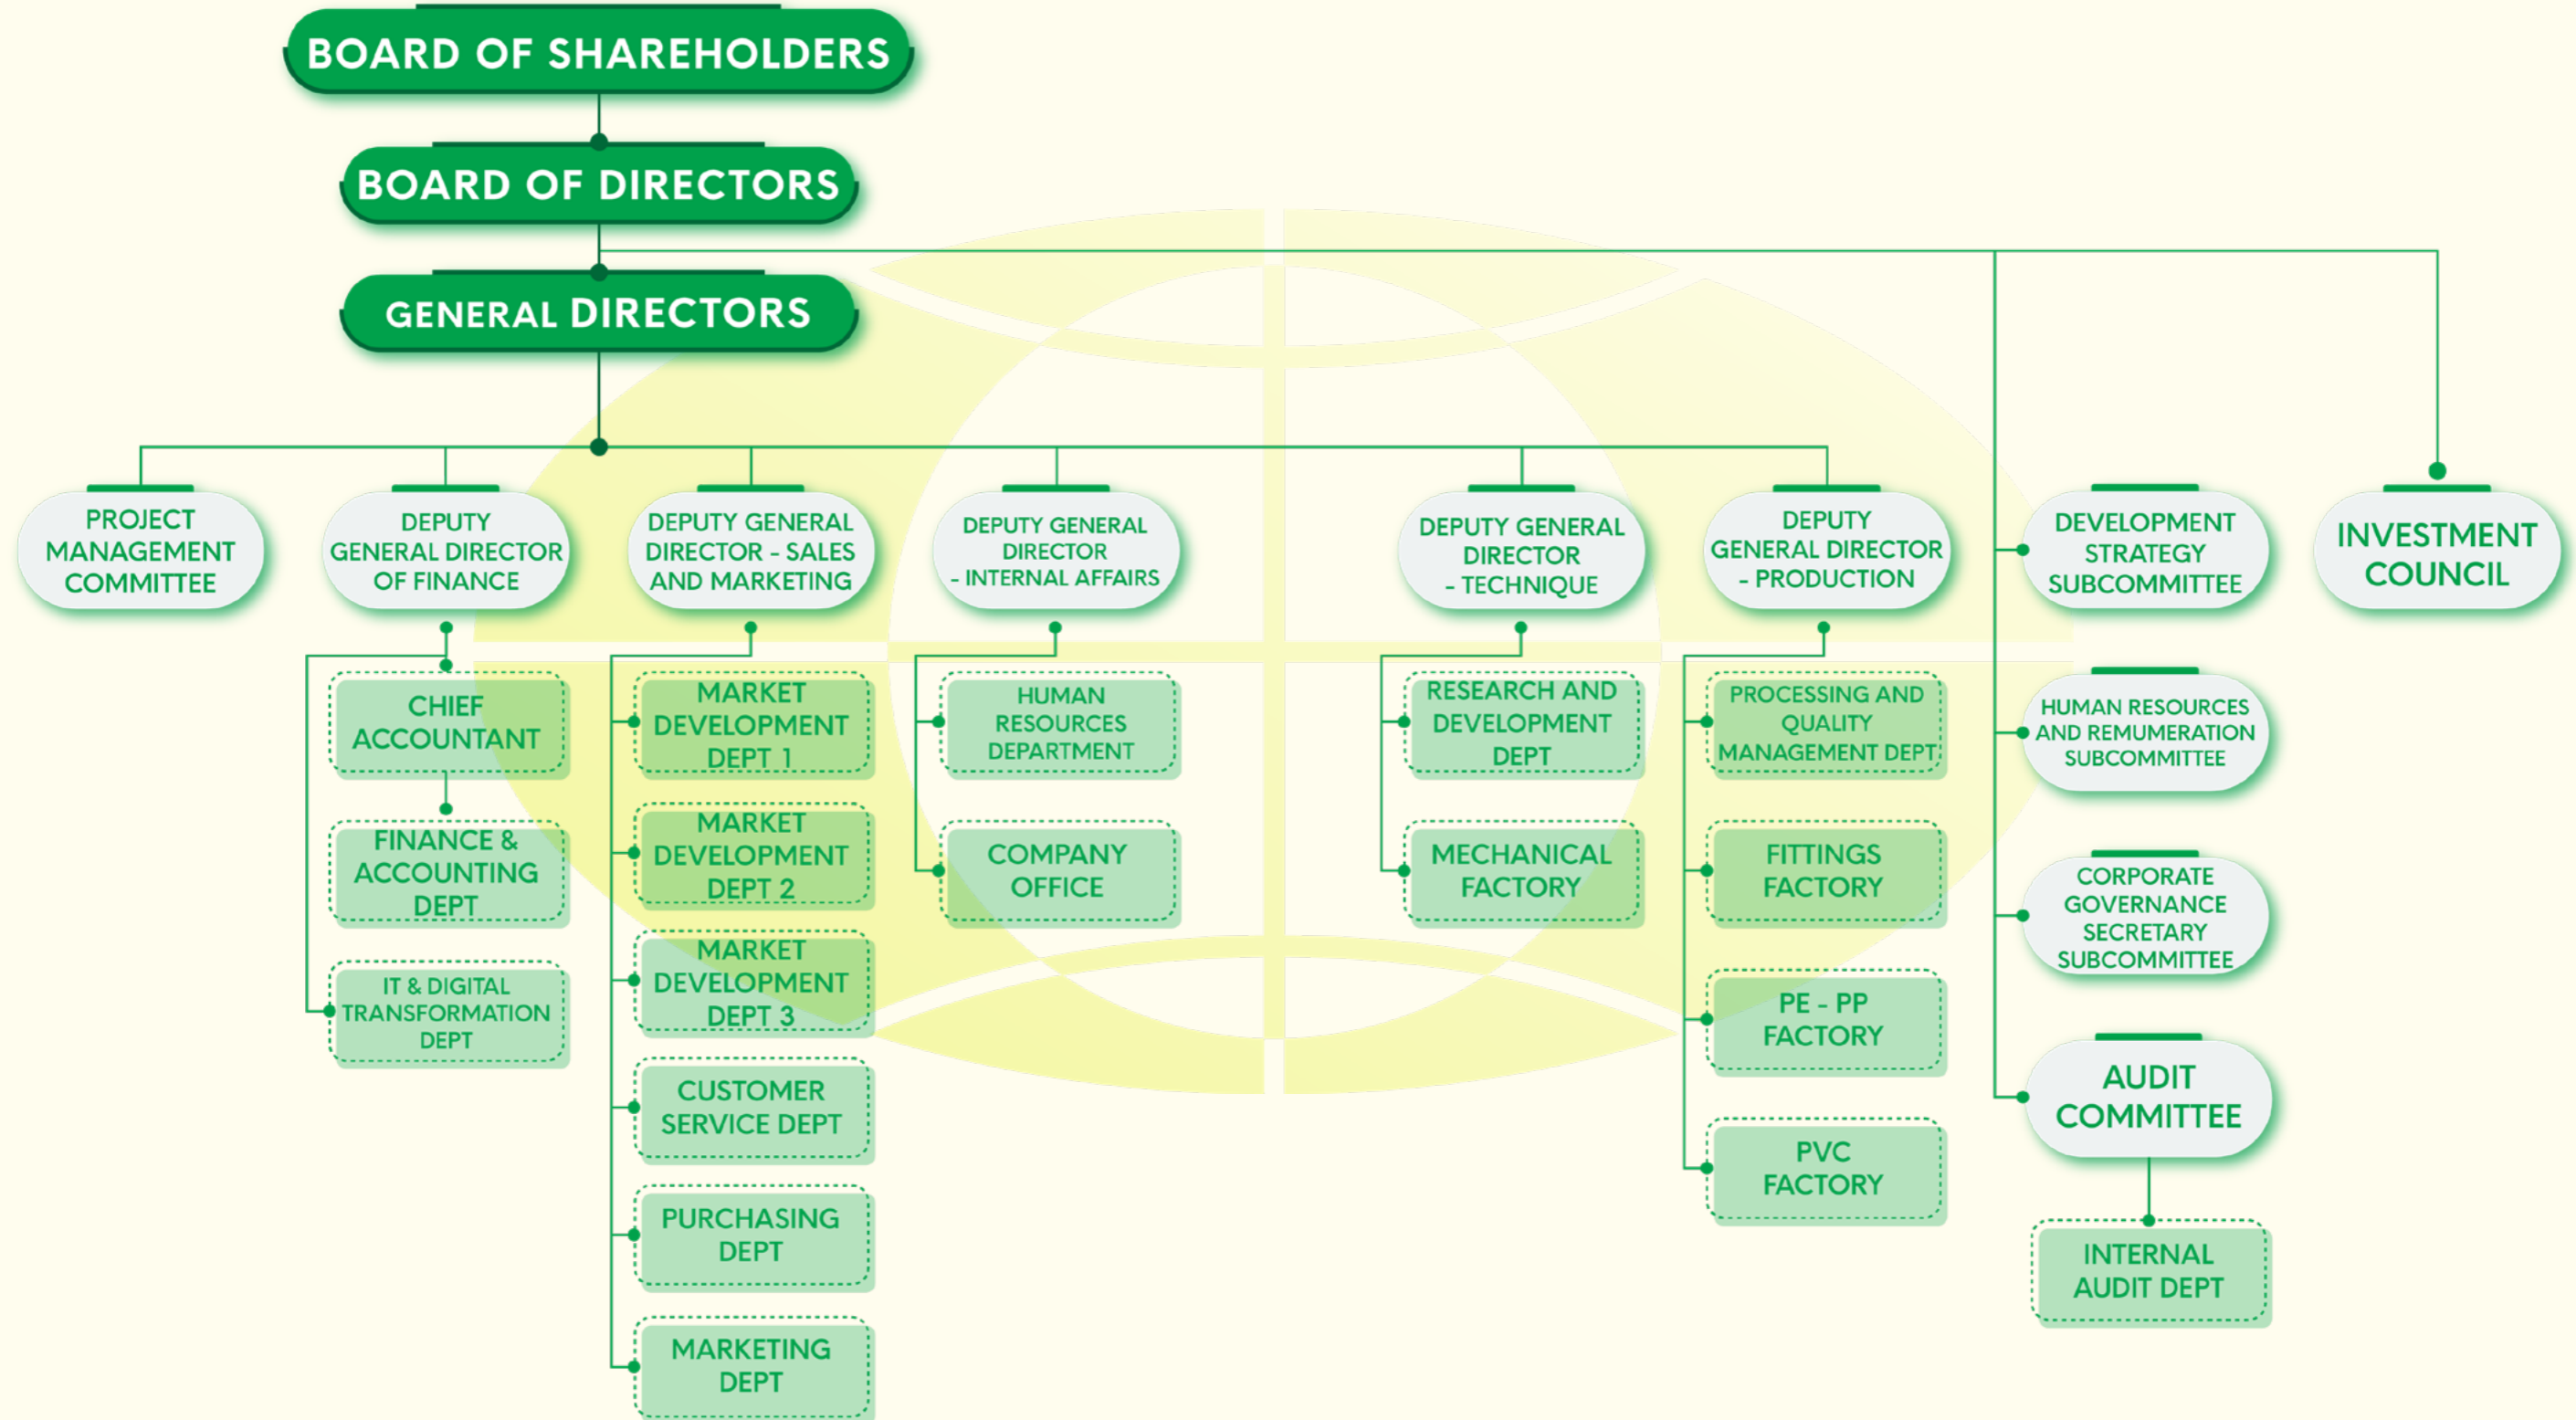 BOARD OF SHAREHOLDERS
BOARD OF DIRECTORS
GENERAL DIRECTORS
PROJECT
MANAGEMENT
COMMITTEE
DEPUTY
GENERAL DIRECTOR
OF FINANCE
DEPUTY GENERAL
DIRECTOR - SALES
AND MARKETING
DEPUTY GENERAL
DIRECTOR
- INTERNAL AFFAIRS
DEPUTY GENERAL
DIRECTOR
- TECHNIQUE
DEPUTY
GENERAL DIRECTOR
- PRODUCTION
DEVELOPMENT
STRATEGY
SUBCOMMITTEE
INVESTMENT
COUNCIL
CHIEF
ACCOUNTANT
FINANCE &
ACCOUNTING
DEPT
IT & DIGITAL
TRANSFORMATION
DEPT
MARKET
DEVELOPMENT
DEPT 1
MARKET
DEVELOPMENT
DEPT 2
MARKET
DEVELOPMENT
DEPT 3
CUSTOMER
SERVICE DEPT
PURCHASING
DEPT
MARKETING
DEPT
HUMAN
RESOURCES
DEPARTMENT
COMPANY
OFFICE
RESEARCH AND
DEVELOPMENT
DEPT
MECHANICAL
FACTORY
PROCESSING AND
QUALITY
MANAGEMENT DEPT
FITTINGS
FACTORY
PE - PP
FACTORY
PVC
FACTORY
HUMAN RESOURCES
AND REMUMERATION
SUBCOMMITTEE
CORPORATE
GOVERNANCE
SECRETARY
SUBCOMMITTEE
AUDIT
COMMITTEE
INTERNAL
AUDIT DEPT